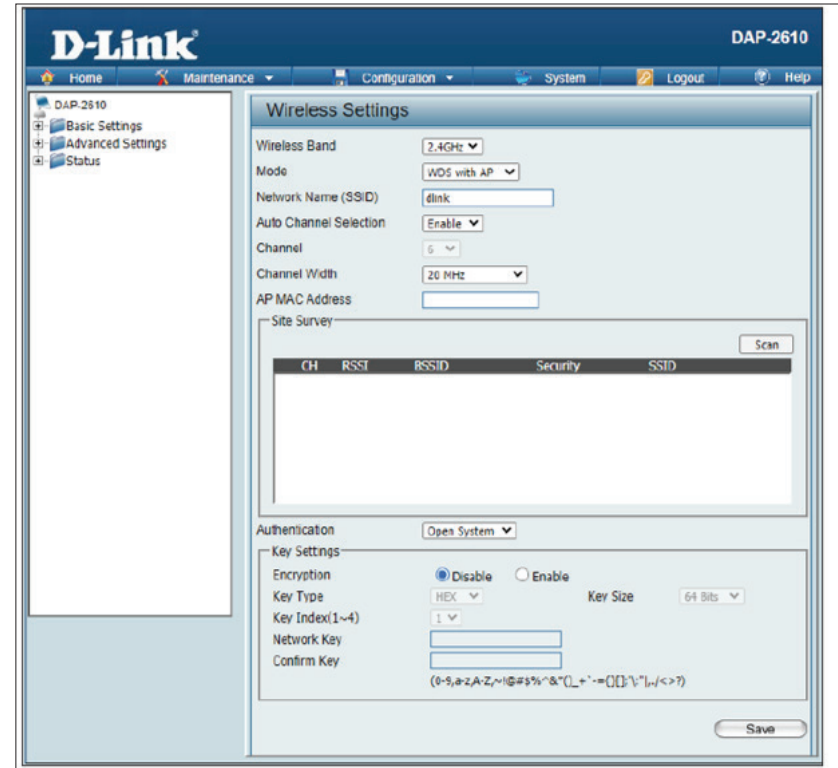 D-Link
DAP-2610
Home
Maintenance
Configuration
System
Logout
Help
DAP-2610
Basic Settings
Advanced Settings
Status
Wireless Settings
Wireless Band 2.4GHz
Mode WDS with AP
Network Name (SSID) dlink
Auto Channel Selection Enable
Channel 6
Channel Width 20 MHz
AP MAC Address
Site Survey
Scan
CH RSSI BSSID Security SSID
Authentication Open System
Key Settings
Encryption Disable Enable
Key Type HEX Key Size 64 Bits
Key Index(1~4) 1
Network Key
Confirm Key
(0-9,a-z,A-Z,~!@#$%^&*()_+`-={}[];'\:"|,./<>?)
Save